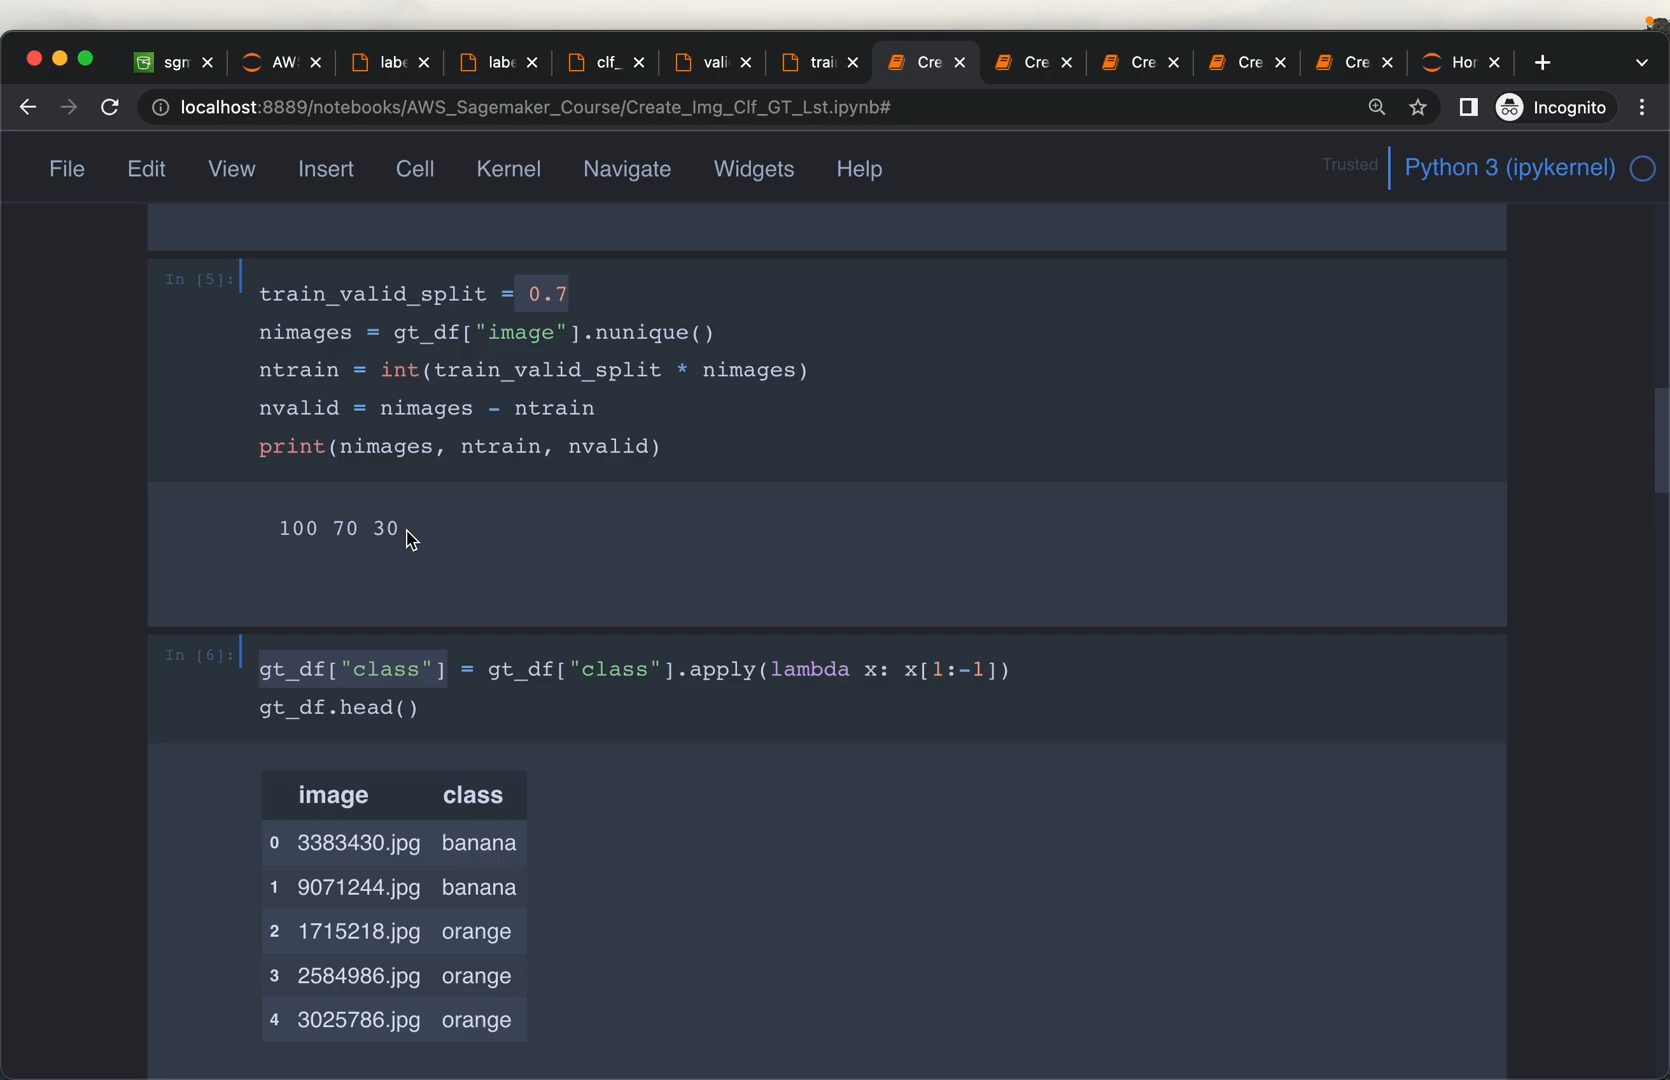 sgm AWS labe labe clf_ vali train Cre Cre Cre Cre Cre Hom
localhost:8889/notebooks/AWS_Sagemaker_Course/Create_Img_Clf_GT_Lst.ipynb#
Incognito
File Edit View Insert Cell Kernel Navigate Widgets Help
Trusted
Python 3 (ipykernel)
In [5]:
train_valid_split = 0.7
nimages = gt_df["image"].nunique()
ntrain = int(train_valid_split * nimages)
nvalid = nimages - ntrain
print(nimages, ntrain, nvalid)
100 70 30
In [6]:
gt_df["class"] = gt_df["class"].apply(lambda x: x[1:-1])
gt_df.head()
image class
0 3383430.jpg banana
1 9071244.jpg banana
2 1715218.jpg orange
3 2584986.jpg orange
4 3025786.jpg orange